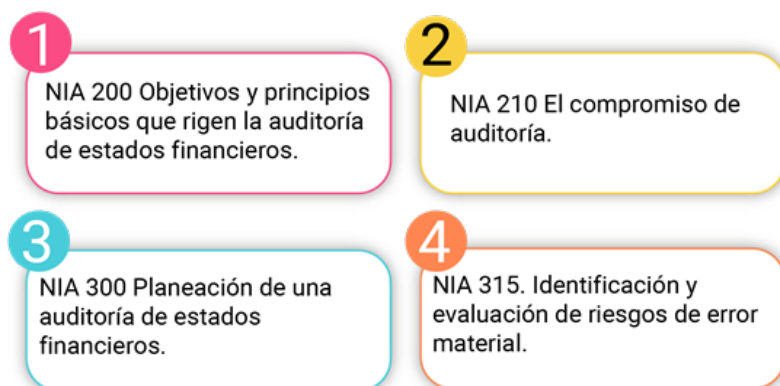 1
NIA 200 Objetivos y principios
básicos que rigen la auditoría
de estados financieros.
2
NIA 210 El compromiso de
auditoría.
3
NIA 300 Planeación de una
auditoría de estados
financieros.
4
NIA 315. Identificación y
evaluación de riesgos de error
material.